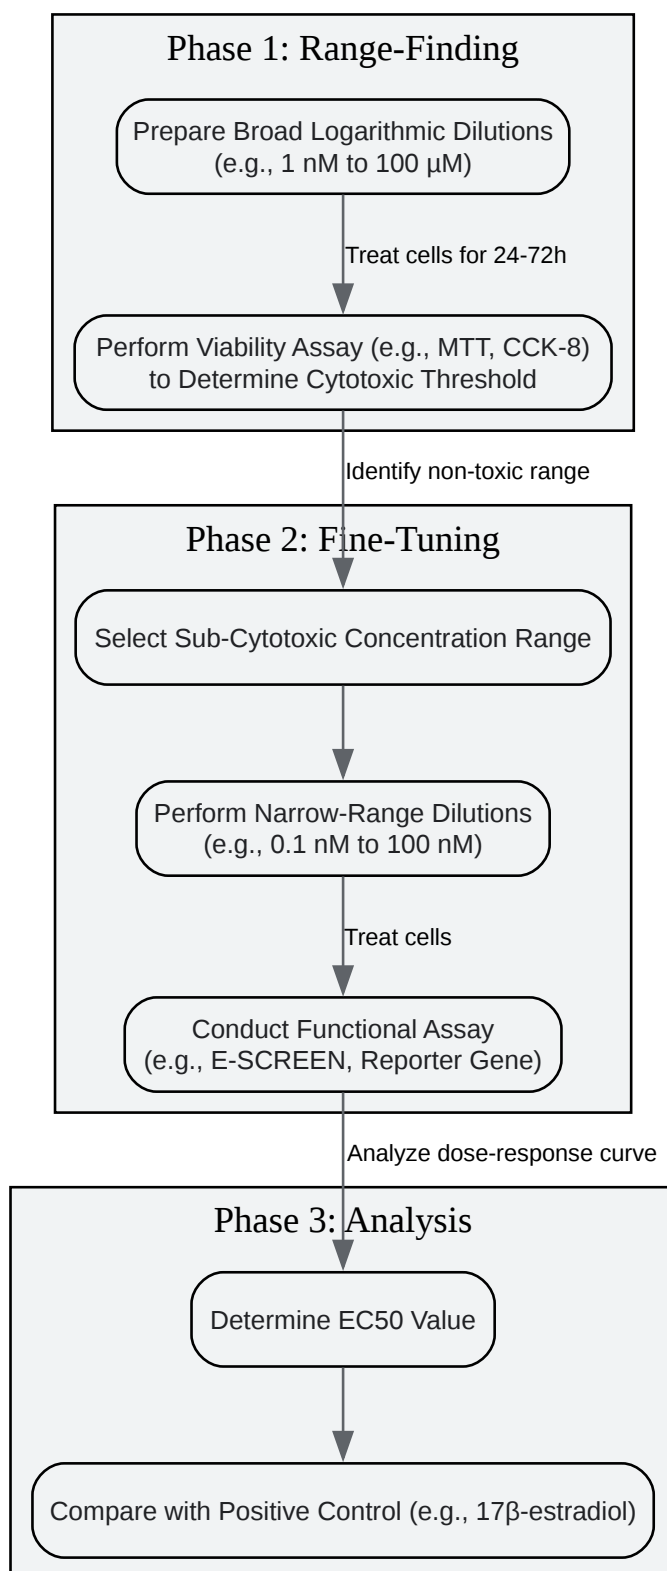 Phase 1: Range-Finding
Prepare Broad Logarithmic Dilutions
(e.g., 1 nM to 100 µM)
Treat cells for 24-72h
Perform Viability Assay (e.g., MTT, CCK-8)
to Determine Cytotoxic Threshold
Identify non-toxic range
Phase 2: Fine-Tuning
Select Sub-Cytotoxic Concentration Range
Perform Narrow-Range Dilutions
(e.g., 0.1 nM to 100 nM)
Treat cells
Conduct Functional Assay
(e.g., E-SCREEN, Reporter Gene)
Analyze dose-response curve
Phase 3: Analysis
Determine EC50 Value
Compare with Positive Control (e.g., 17β-estradiol)